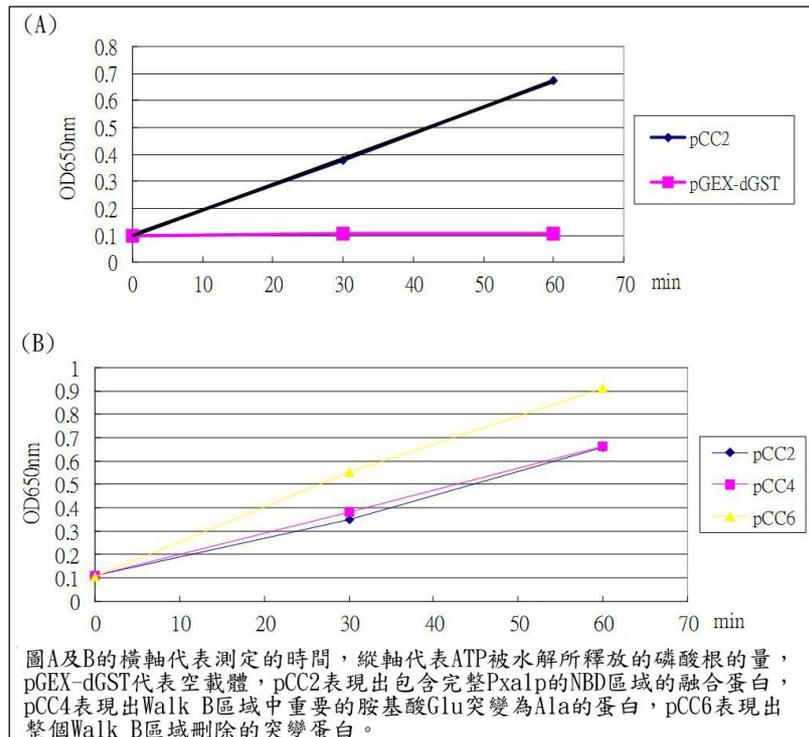 (A)
0.8
0.7
0.6
0.5
0.4
0.3
0.2
0.1
0
OD650nm
0 10 20 30 40 50 60 70 min
pCC2
pGEX-dGST
(B)
1
0.9
0.8
0.7
0.6
0.5
0.4
0.3
0.2
0.1
0
OD650nm
0 10 20 30 40 50 60 70 min
pCC2
pCC4
pCC6
圖A及B的橫軸代表測定的時間,縱軸代表ATP被水解所釋放的磷酸根的量,
pGEX-dGST代表空載體,pCC2表現出包含完整Pxa1p的NBD區域的融合蛋白,
pCC4表現出Walk B區域中重要的胺基酸Glu突變為Ala的蛋白,pCC6表現出
整個Walk B區域刪除的突變蛋白。